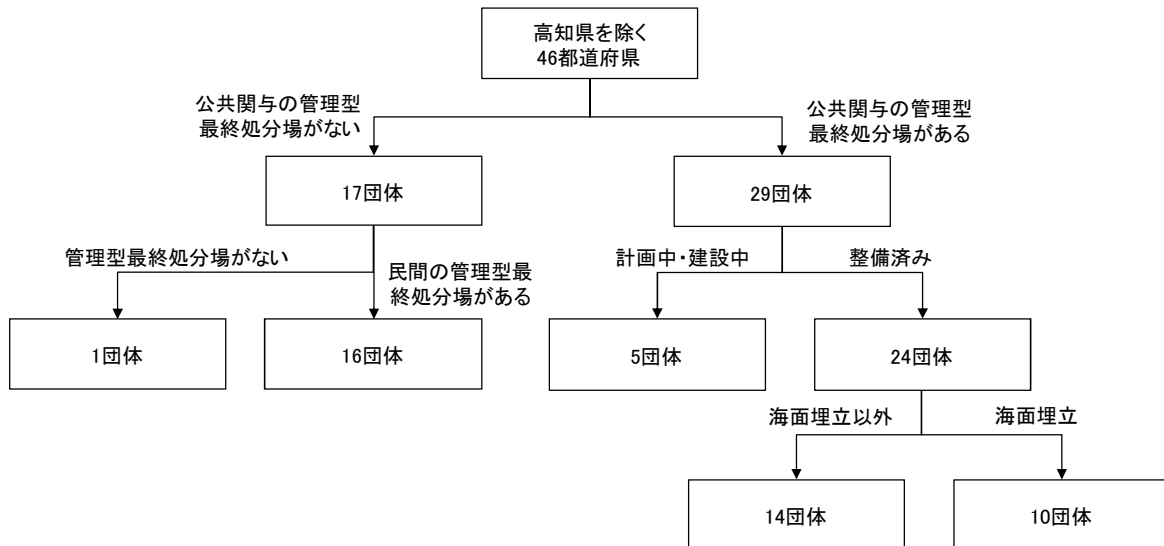 高知県を除く
46都道府県
公共関与の管理型
最終処分場がない
公共関与の管理型
最終処分場がある
17団体
29団体
管理型最終処分場がない
民間の管理型最
終処分場がある
計画中・建設中
整備済み
1団体
16団体
5団体
24団体
海面埋立以外
海面埋立
14団体
10団体